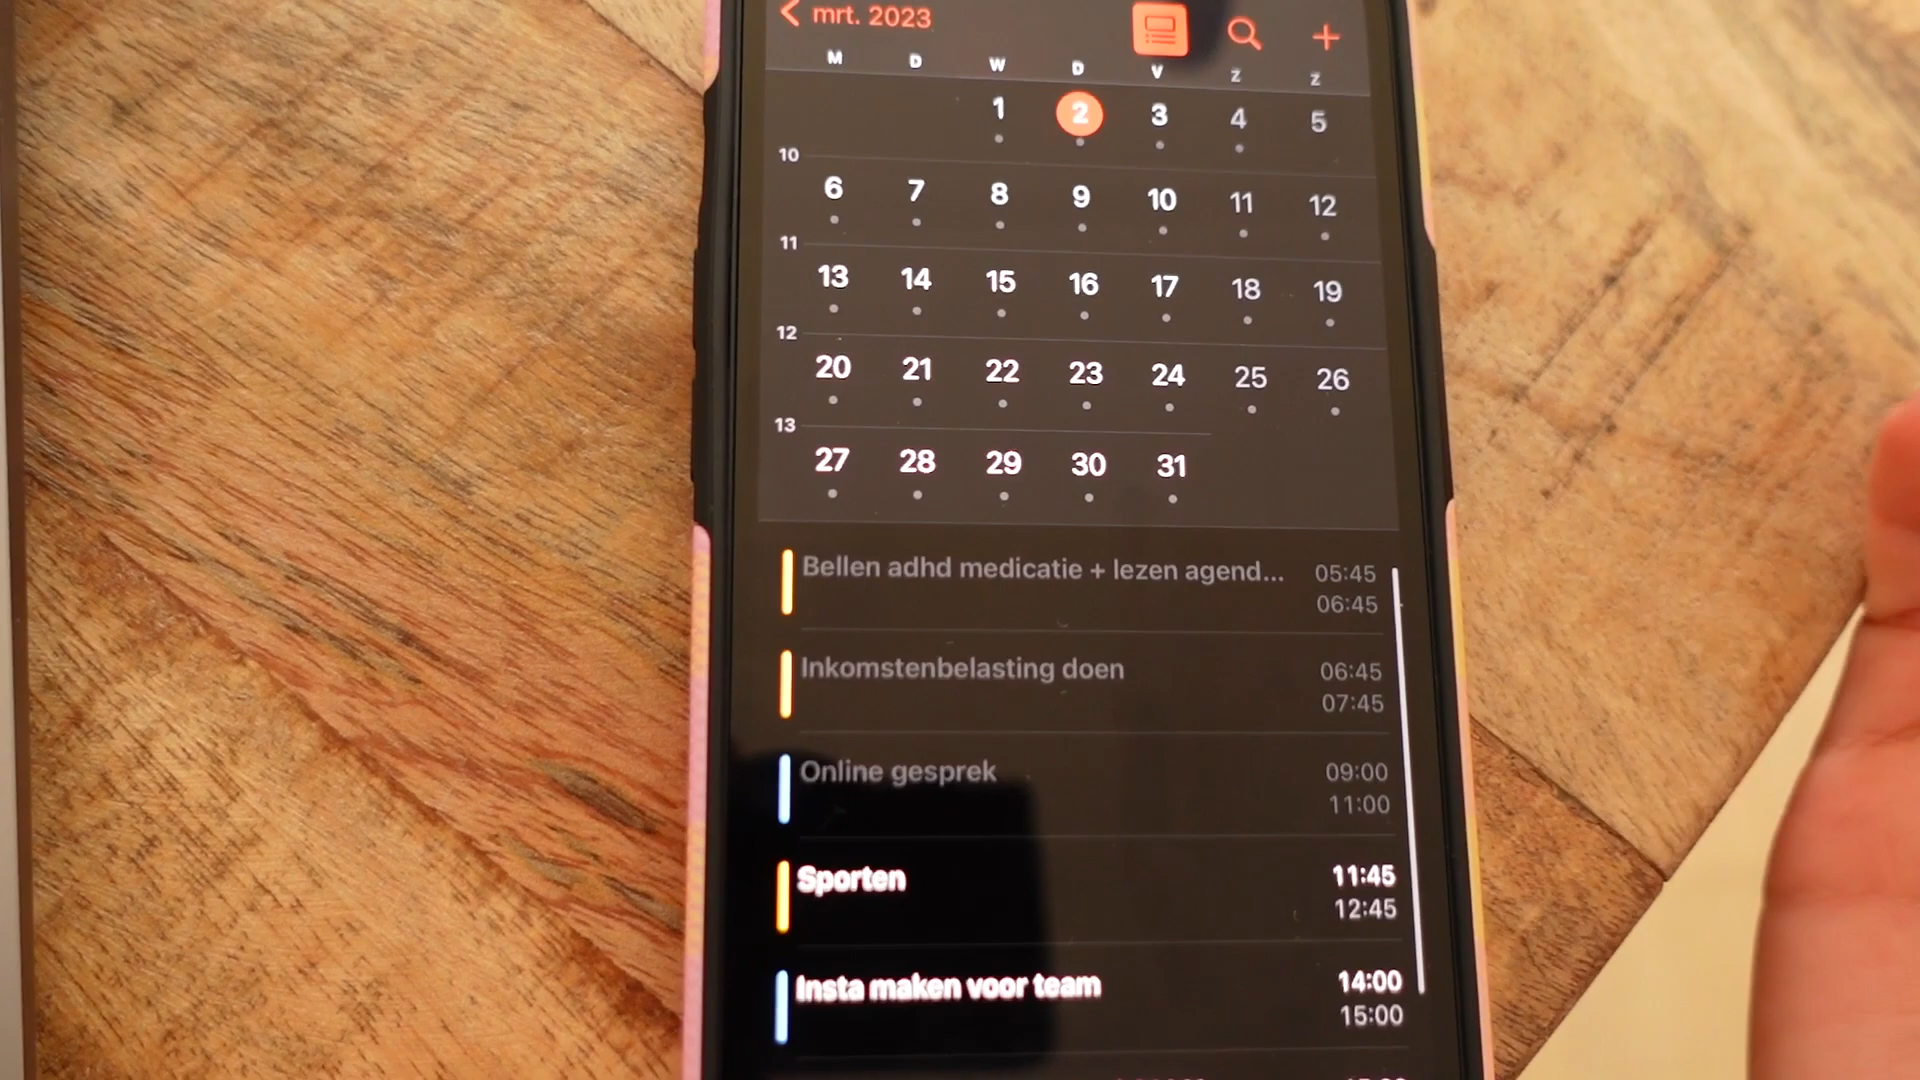 mrt. 2023
M D W D V Z Z
1 2 3 4 5
10
6 7 8 9 10 11 12
11
13 14 15 16 17 18 19
12
20 21 22 23 24 25 26
13
27 28 29 30 31
Bellen adhd medicatie + lezen agend... 05:45
06:45
Inkomstenbelasting doen 06:45
07:45
Online gesprek 09:00
11:00
Sporten 11:45
12:45
Insta maken voor team 14:00
15:00